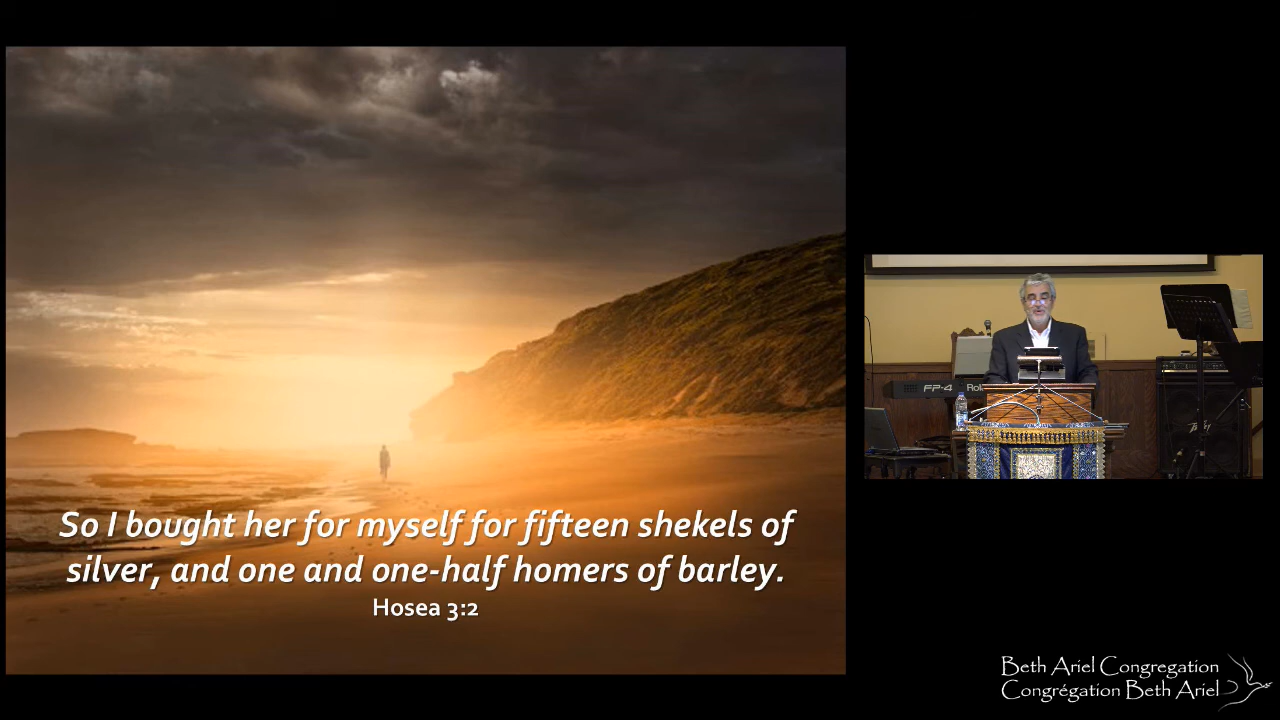 So I bought her for myself for fifteen shekels of
silver, and one and one-half homers of barley.
Hosea 3:2
FP-4 Rol
Peavey
Beth Ariel Congregation
Congrégation Beth Ariel